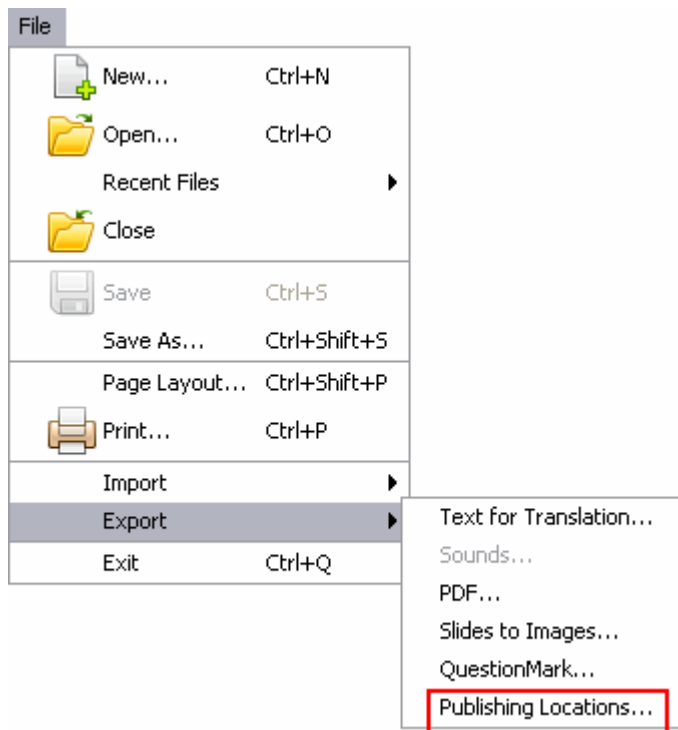 File
New... Ctrl+N
Open... Ctrl+O
Recent Files
Close
Save Ctrl+S
Save As... Ctrl+Shift+S
Page Layout... Ctrl+Shift+P
Print... Ctrl+P
Import
Export
Exit Ctrl+Q
Text for Translation...
Sounds...
PDF...
Slides to Images...
QuestionMark...
Publishing Locations...